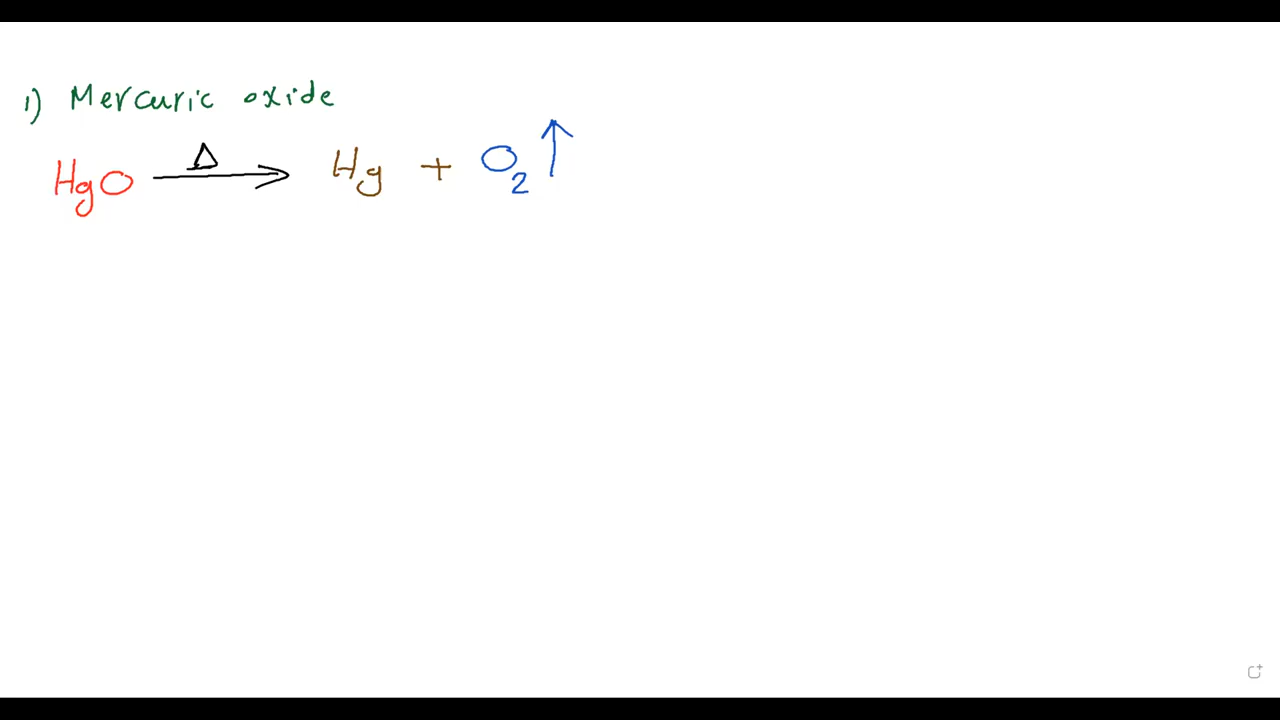 1) Mercuric oxide
HgO —Δ→ Hg + O₂ ↑